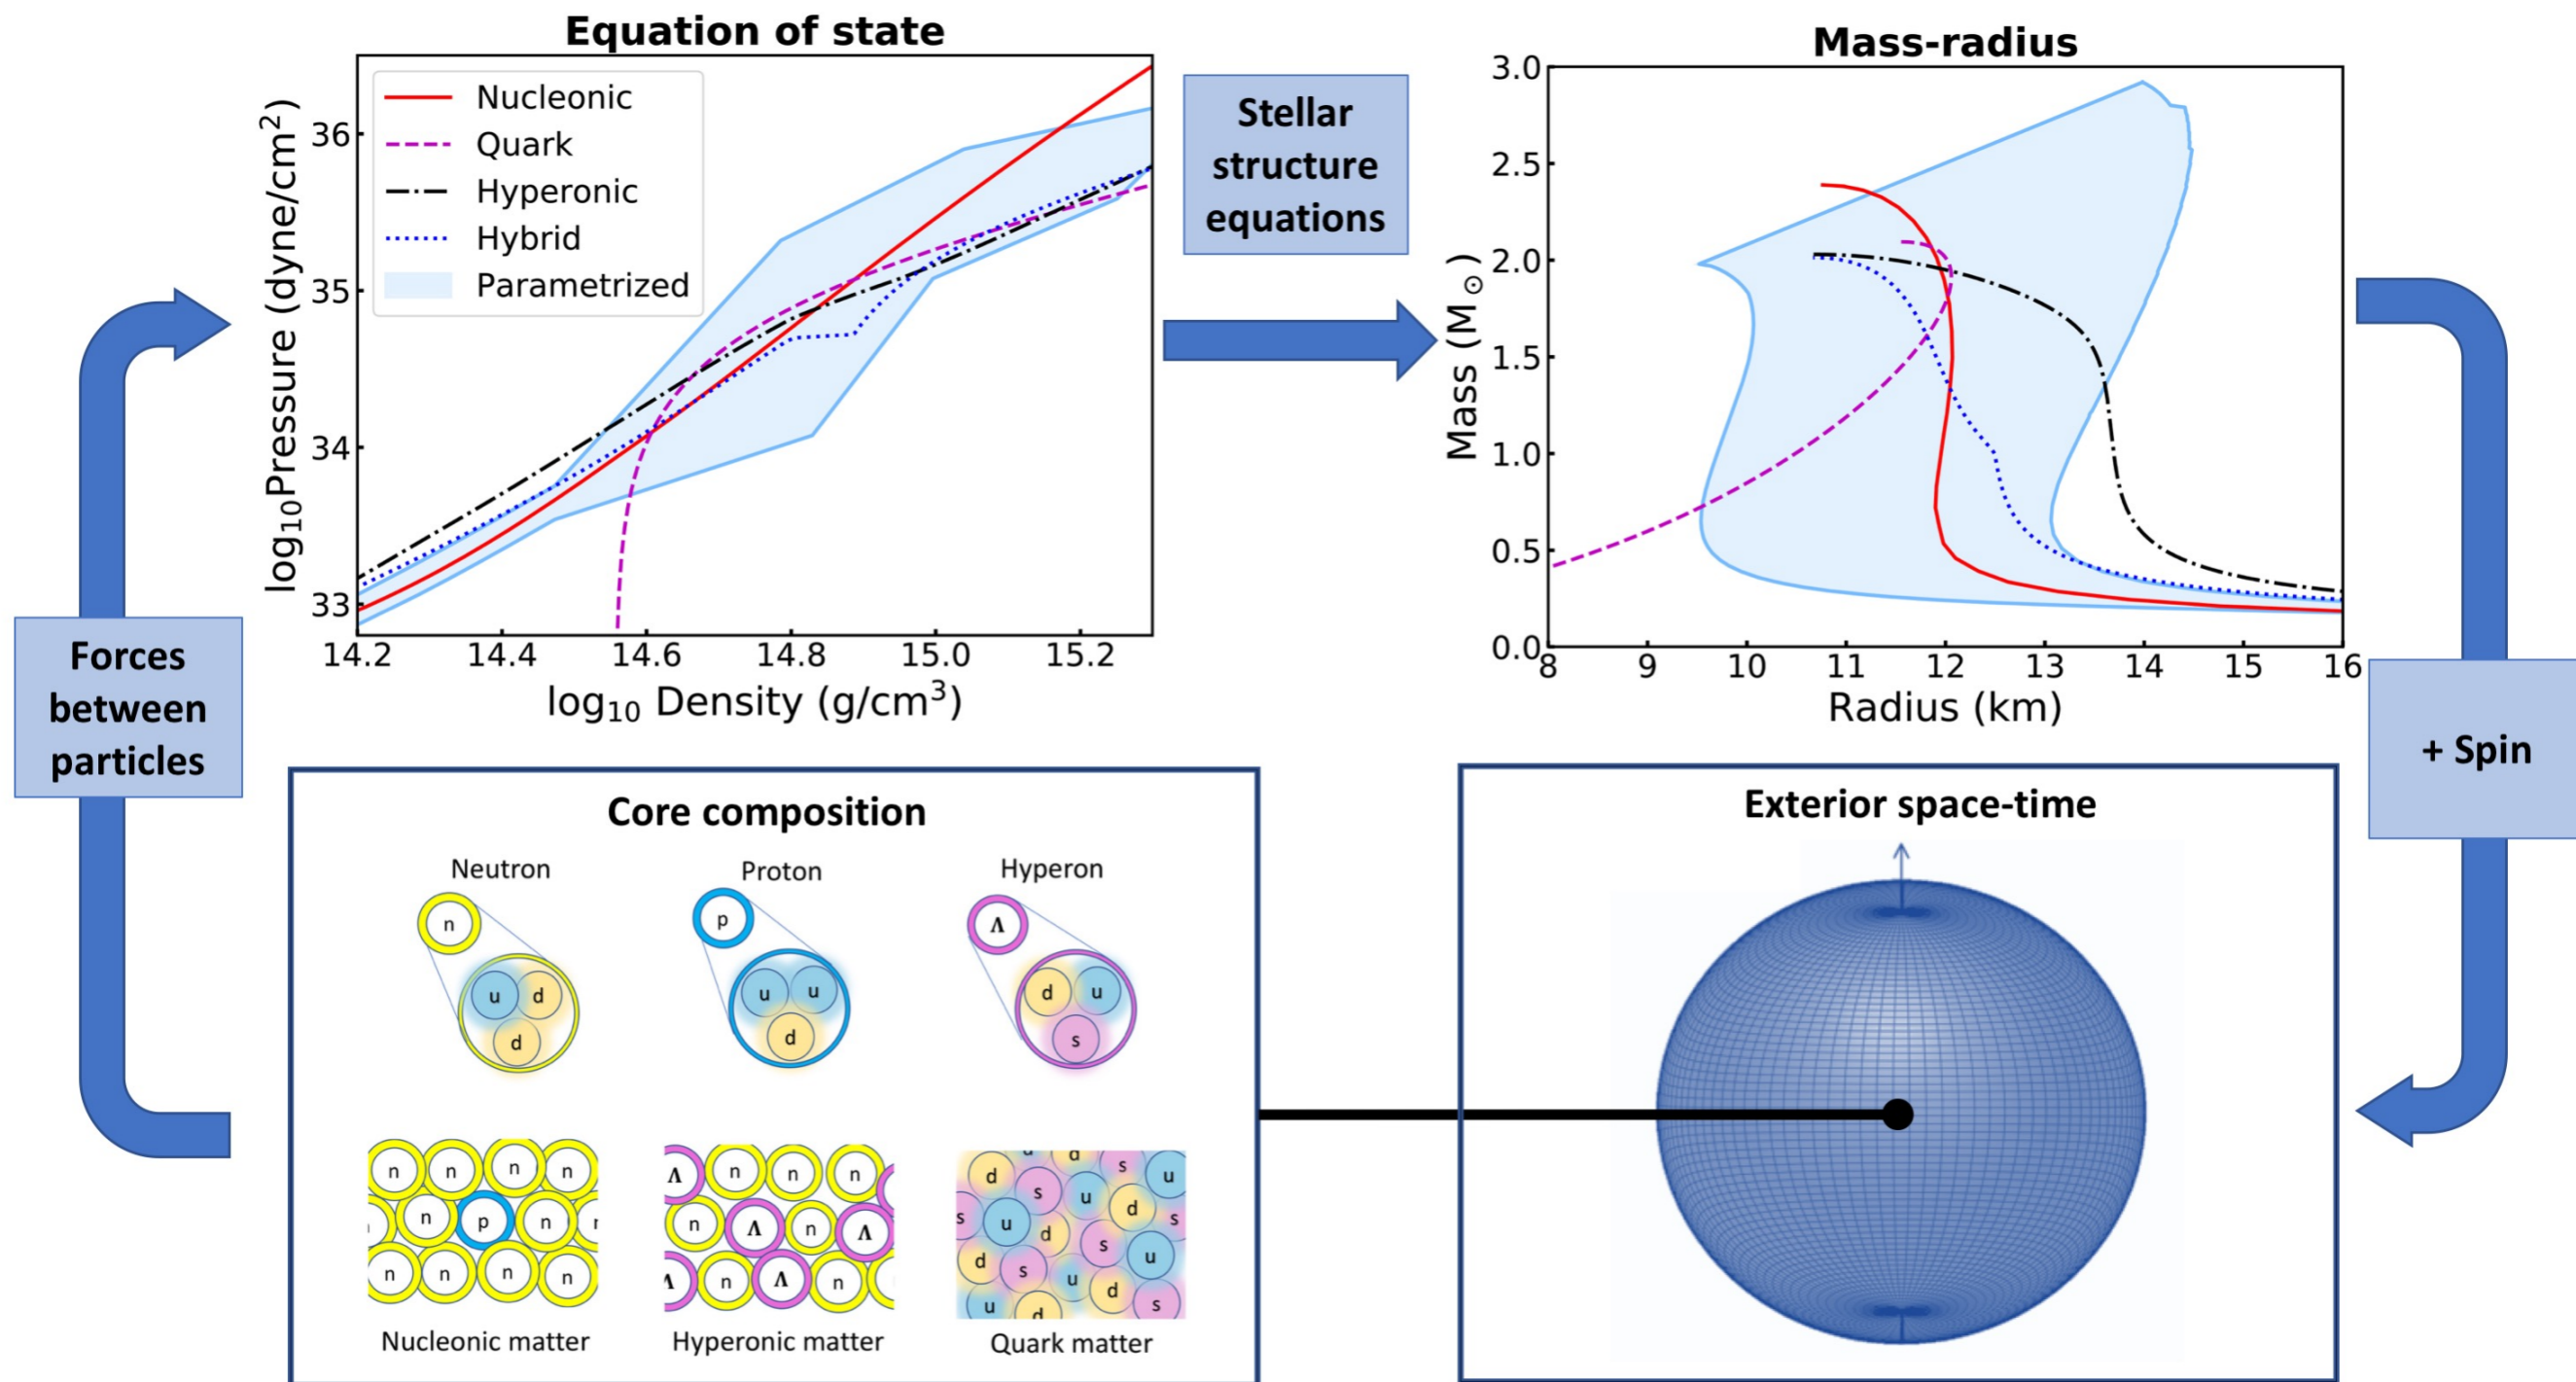 Equation of state
Nucleonic
Quark
Hyperonic
Hybrid
Parametrized
log₁₀Pressure (dyne/cm²)
36
35
34
33
14.2 14.4 14.6 14.8 15.0 15.2
log₁₀ Density (g/cm³)
Stellar
structure
equations
Mass-radius
Mass (M☉)
3.0
2.5
2.0
1.5
1.0
0.5
0.0
8 9 10 11 12 13 14 15 16
Radius (km)
Forces
between
particles
+ Spin
Core composition
Neutron Proton Hyperon
n p Λ
u d u u d u
d d s
n n n n Λ n n n d s u d s u
n p n n Λ n Λ s u d s d u s
n n n n Λ n Λ n d s u d s u d
Nucleonic matter Hyperonic matter Quark matter
Exterior space-time